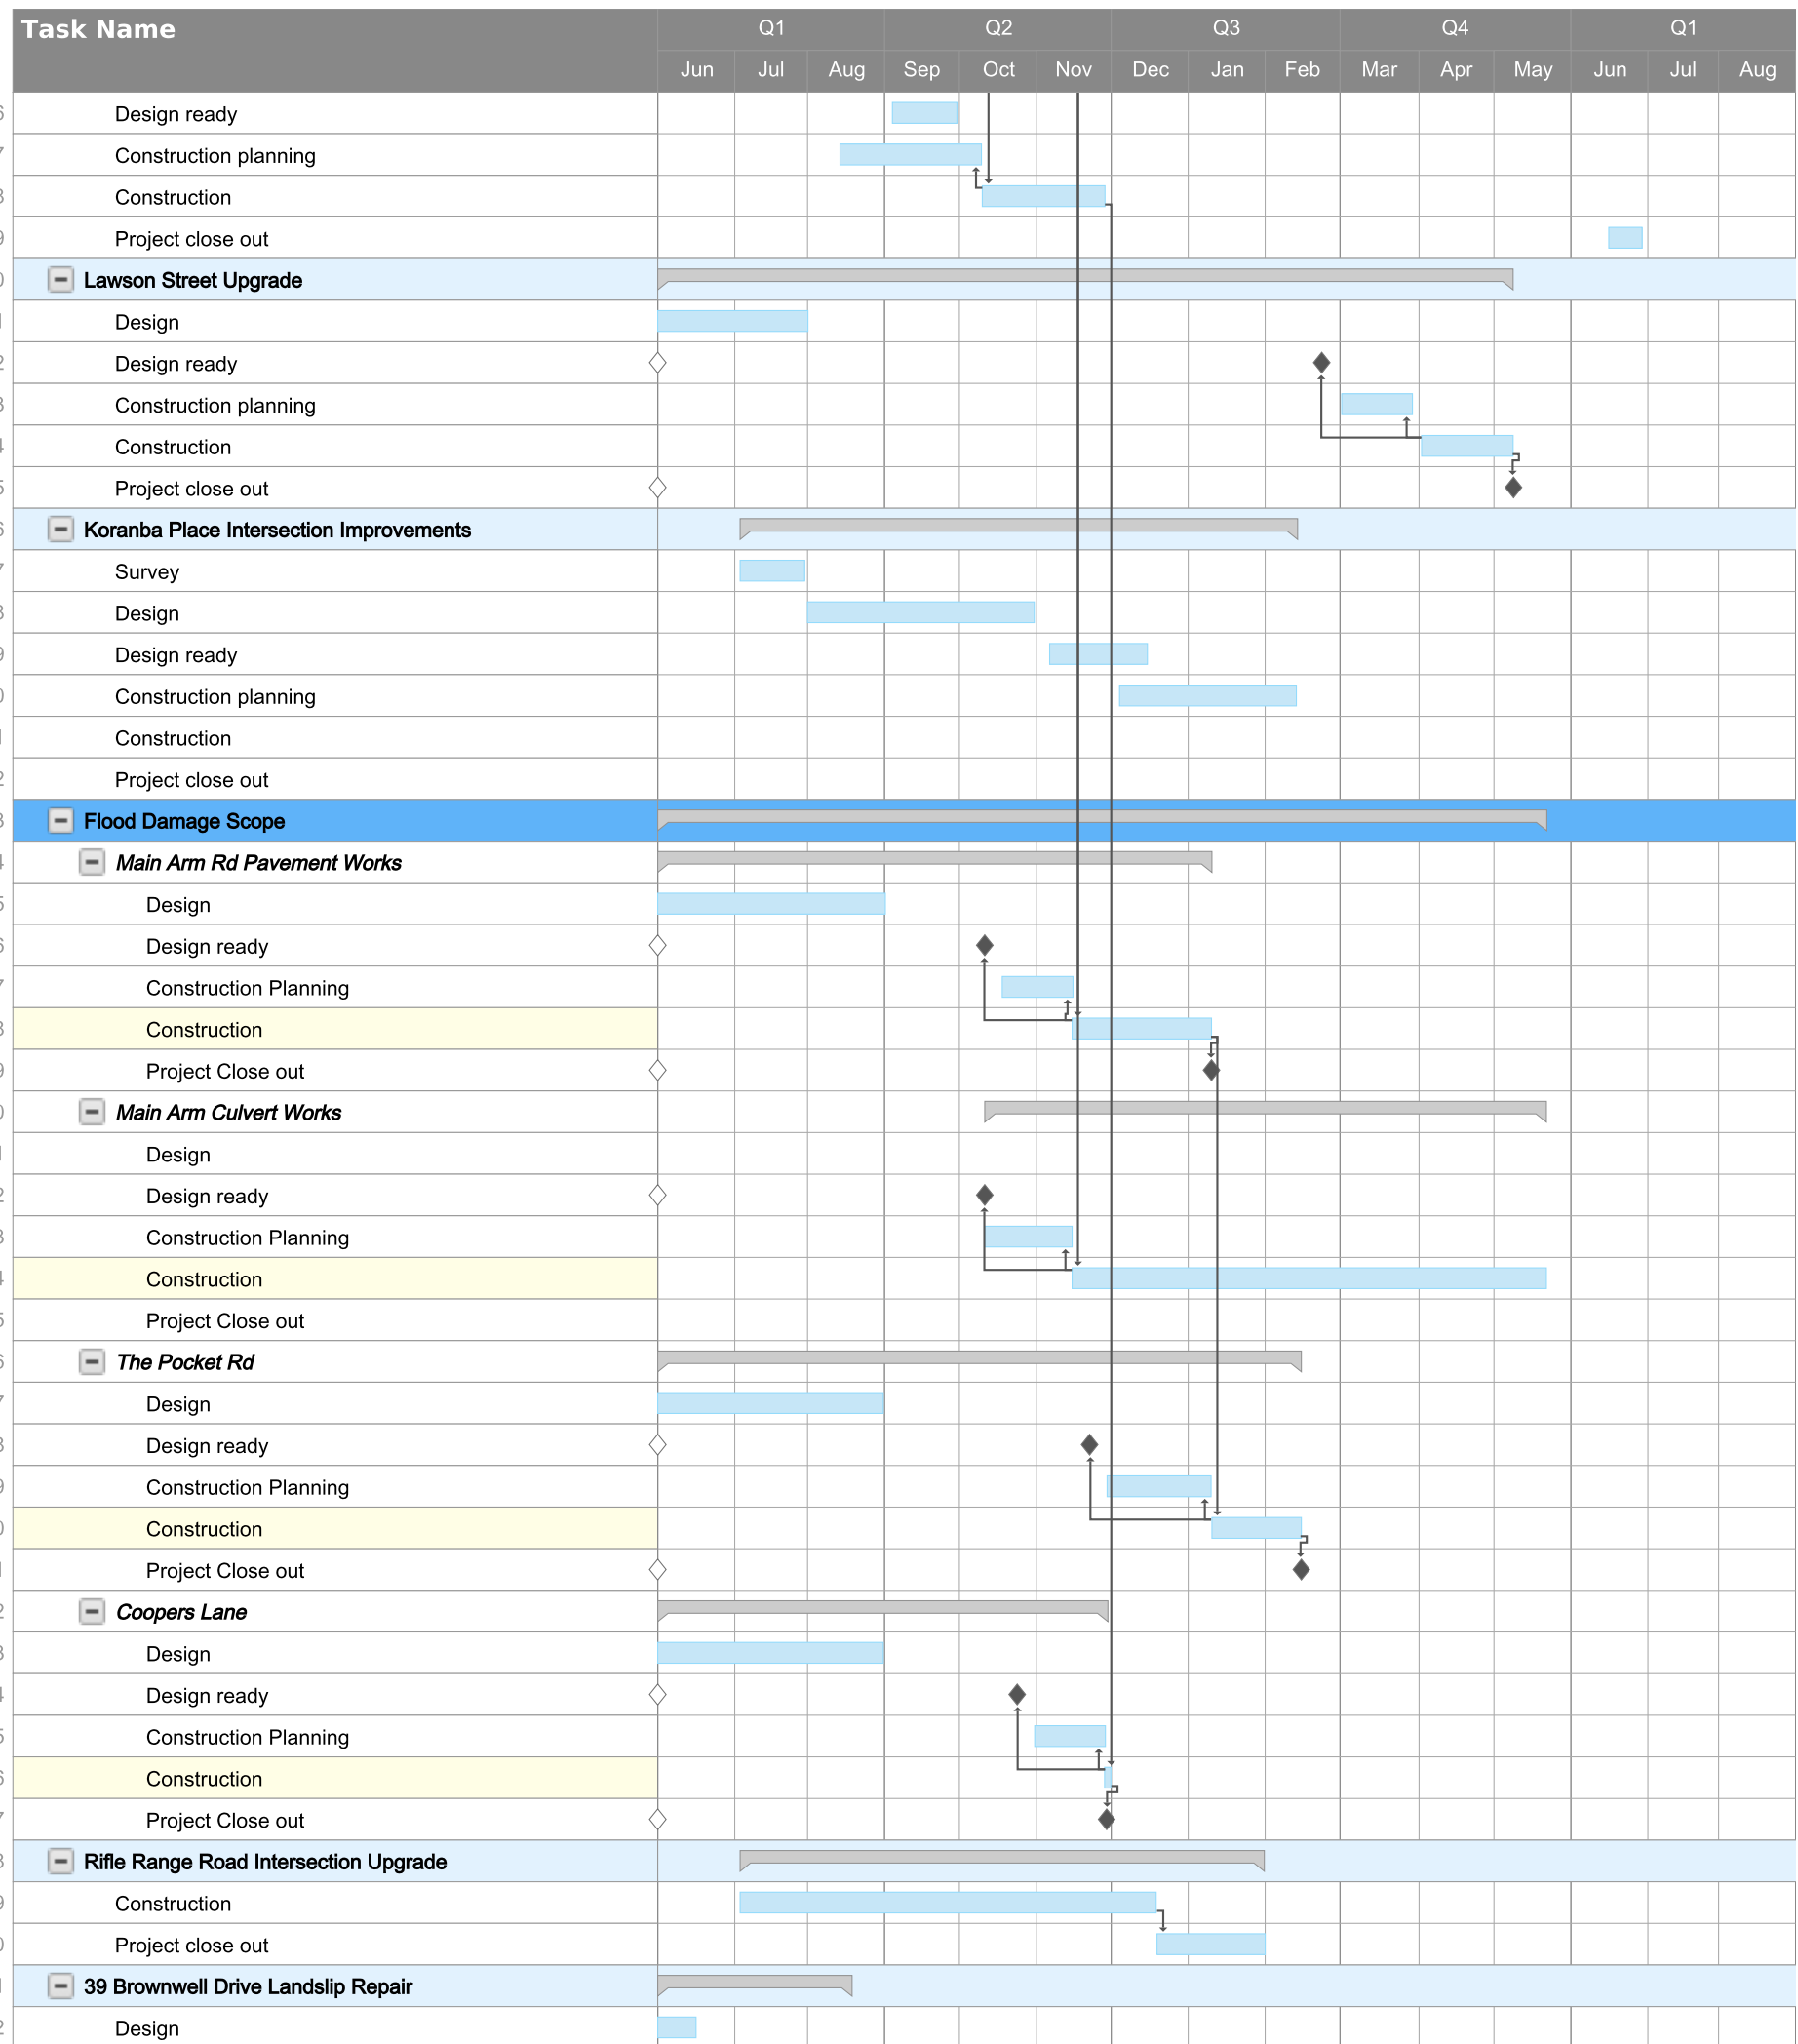 Task Name
Q1 Q2 Q3 Q4 Q1
Jun Jul Aug Sep Oct Nov Dec Jan Feb Mar Apr May Jun Jul Aug
Design ready
Construction planning
Construction
Project close out
Lawson Street Upgrade
Design
Design ready
Construction planning
Construction
Project close out
Koranba Place Intersection Improvements
Survey
Design
Design ready
Construction planning
Construction
Project close out
Flood Damage Scope
Main Arm Rd Pavement Works
Design
Design ready
Construction Planning
Construction
Project Close out
Main Arm Culvert Works
Design
Design ready
Construction Planning
Construction
Project Close out
The Pocket Rd
Design
Design ready
Construction Planning
Construction
Project Close out
Coopers Lane
Design
Design ready
Construction Planning
Construction
Project Close out
Rifle Range Road Intersection Upgrade
Construction
Project close out
39 Brownwell Drive Landslip Repair
Design